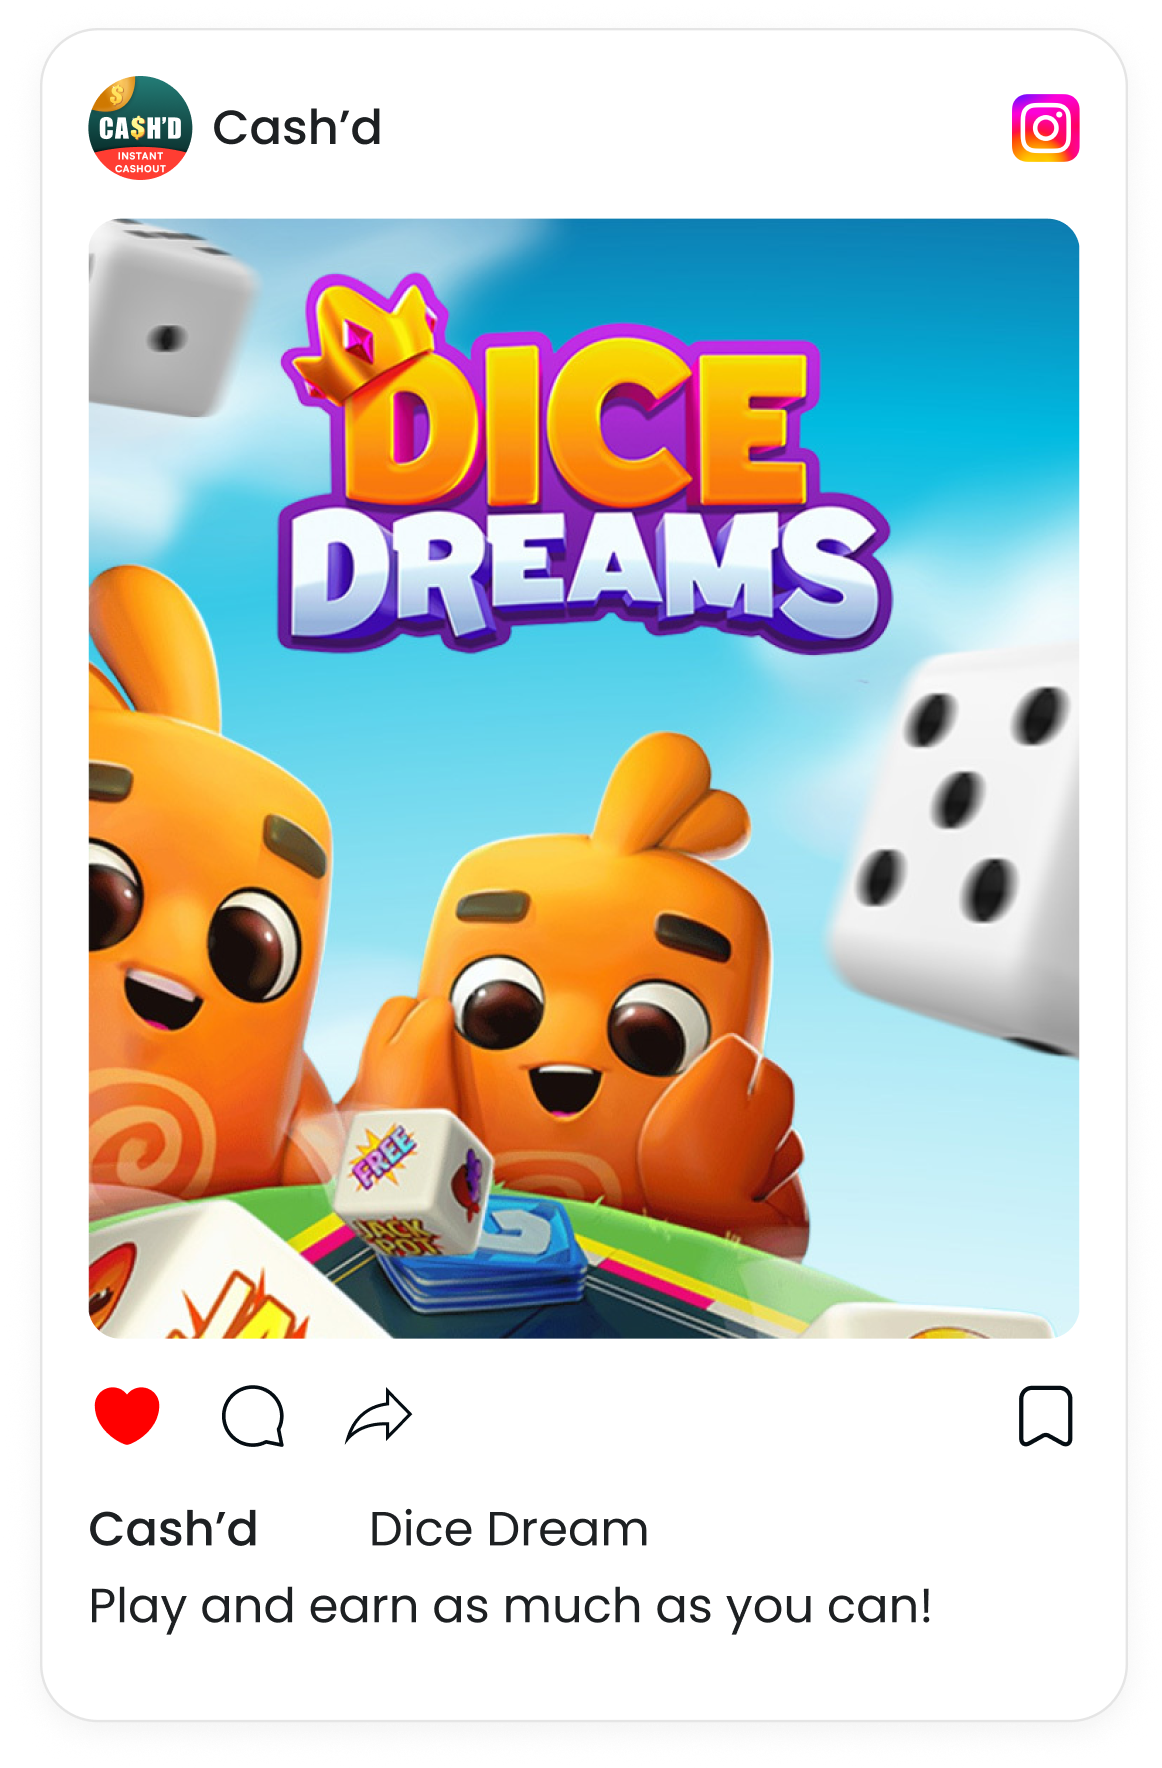 $
CA$H'D
INSTANT
CASHOUT
Cash’d
DICE
DREAMS
FREE
JACK
POT
Cash’d Dice Dream
Play and earn as much as you can!